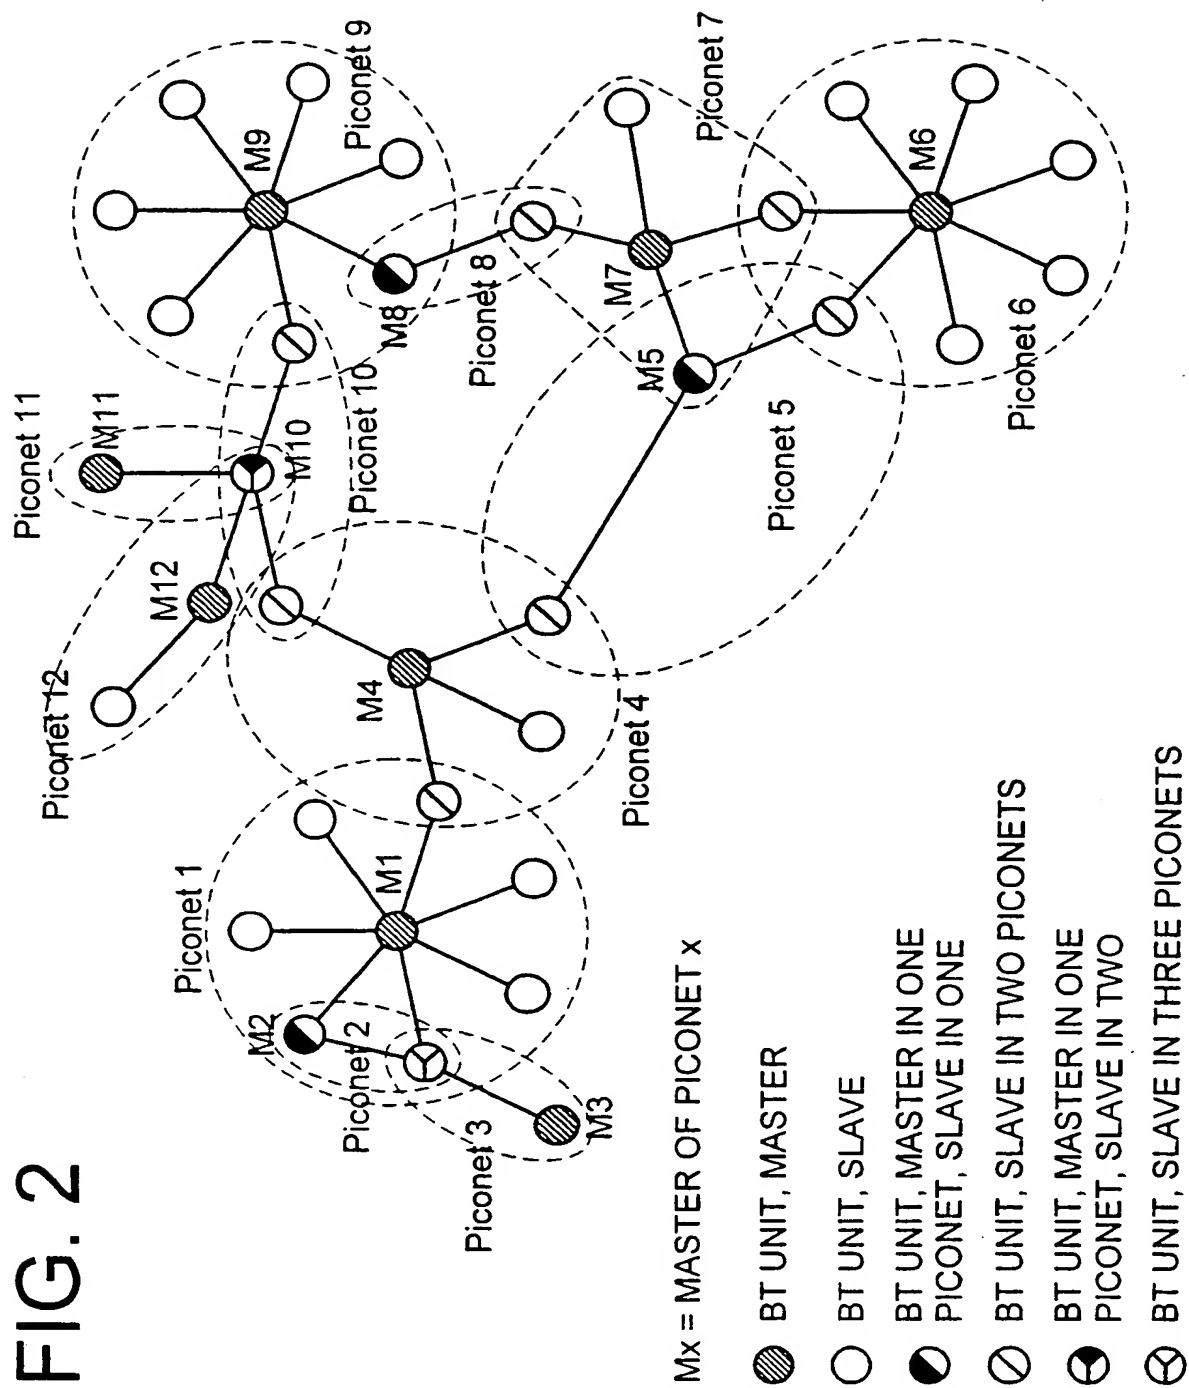 FIG. 2
Piconet 11
M11
Piconet 12
M12
M10
Piconet 10
Piconet 9
M9
M8
Piconet 8
Piconet 7
M7
M5
Piconet 5
M6
Piconet 6
M4
Piconet 4
Piconet 1
M1
M2
Piconet 2
Piconet 3
M3
Mx = MASTER OF PICONET x
BT UNIT, MASTER
BT UNIT, SLAVE
BT UNIT, MASTER IN ONE
PICONET, SLAVE IN ONE
BT UNIT, SLAVE IN TWO PICONETS
BT UNIT, MASTER IN ONE
PICONET, SLAVE IN TWO
BT UNIT, SLAVE IN THREE PICONETS